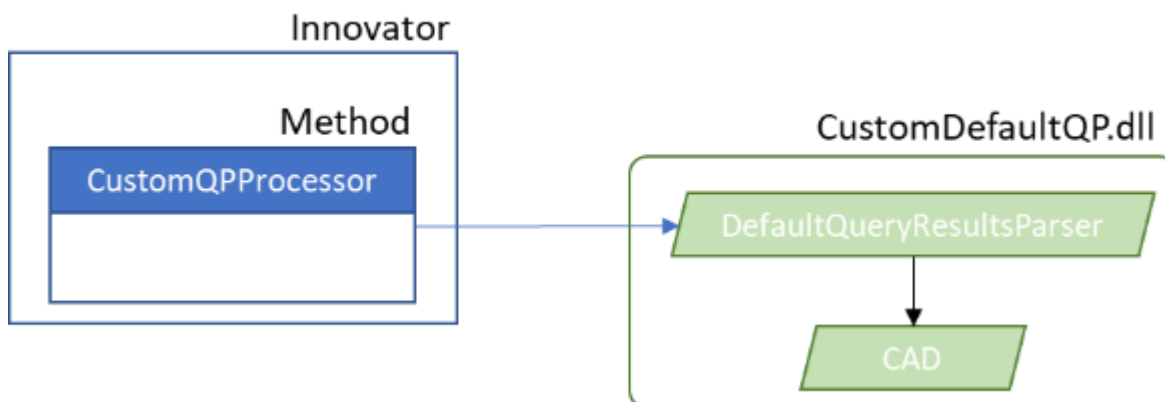 Innovator
Method
CustomQPProcessor
CustomDefaultQP.dll
DefaultQueryResultsParser
CAD